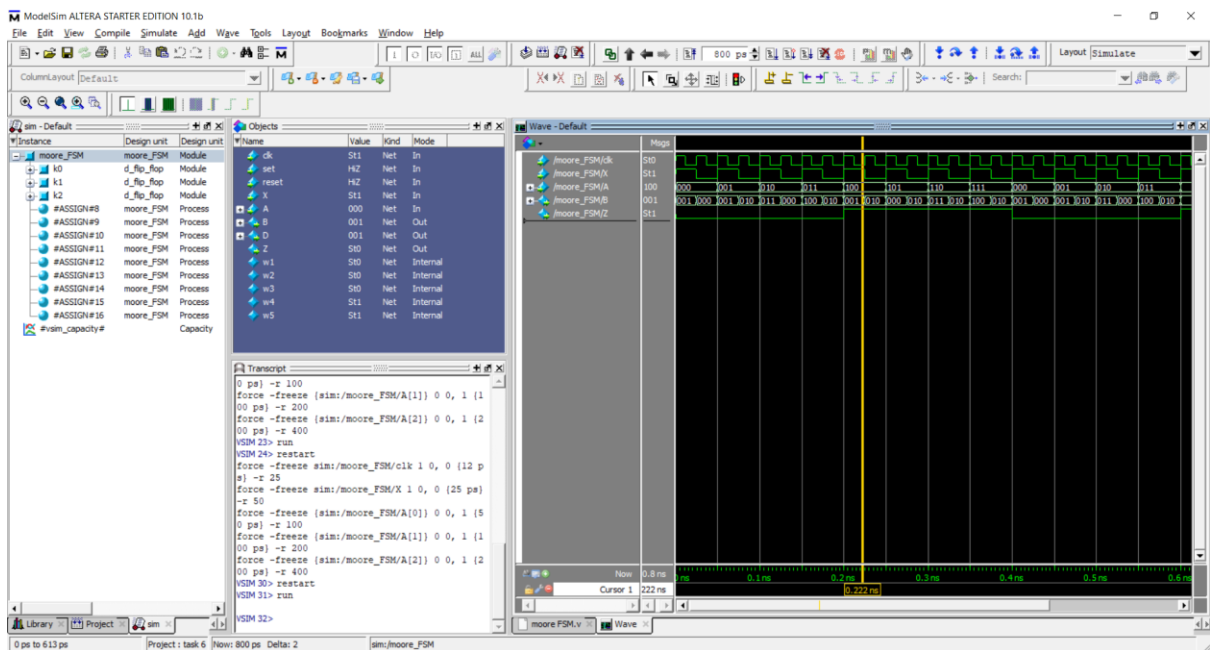 ModelSim ALTERA STARTER EDITION 10.1b
File Edit View Compile Simulate Add Wave Tools Layout Bookmarks Window Help
800 ps
Layout Simulate
ColumnLayout Default
Search:
sim - Default
Instance Design unit Design unit
moore_FSM moore_FSM Module
k0 d_flip_flop Module
k1 d_flip_flop Module
k2 d_flip_flop Module
#ASSIGN#8 moore_FSM Process
#ASSIGN#9 moore_FSM Process
#ASSIGN#10 moore_FSM Process
#ASSIGN#11 moore_FSM Process
#ASSIGN#12 moore_FSM Process
#ASSIGN#13 moore_FSM Process
#ASSIGN#14 moore_FSM Process
#ASSIGN#15 moore_FSM Process
#ASSIGN#16 moore_FSM Process
#vsim_capacity# Capacity
Library Project sim
Objects
Name Value Kind Mode
clk St1 Net In
set HiZ Net In
reset HiZ Net In
X St1 Net In
A 000 Net In
B 001 Net Out
D 001 Net Out
Z St0 Net Out
w1 St0 Net Internal
w2 St0 Net Internal
w3 St0 Net Internal
w4 St1 Net Internal
w5 St1 Net Internal
Transcript
0 ps} -r 100
force -freeze {sim:/moore_FSM/A[1]} 0 0, 1 {1
00 ps} -r 200
force -freeze {sim:/moore_FSM/A[2]} 0 0, 1 {2
00 ps} -r 400
VSIM 23> run
VSIM 24> restart
force -freeze sim:/moore_FSM/clk 1 0, 0 {12 p
s} -r 25
force -freeze sim:/moore_FSM/X 1 0, 0 {25 ps}
-r 50
force -freeze {sim:/moore_FSM/A[0]} 0 0, 1 {5
0 ps} -r 100
force -freeze {sim:/moore_FSM/A[1]} 0 0, 1 {1
00 ps} -r 200
force -freeze {sim:/moore_FSM/A[2]} 0 0, 1 {2
00 ps} -r 400
VSIM 30> restart
VSIM 31> run
VSIM 32>
Wave - Default
Msgs
/moore_FSM/clk St0
/moore_FSM/X St1
/moore_FSM/A 100 000 001 010 011 100 101 110 111 000 001 010 011
/moore_FSM/B 001 001 000 001 010 011 000
/moore_FSM/Z St1
Now 0.8 ns 0.1 ns 0.2 ns 0.3 ns 0.4 ns 0.5 ns 0.6 ns
Cursor 1 222 ns 0.222 ns
moore FSM.v Wave
0 ps to 613 ps Project : task 6 Now: 800 ps Delta: 2 sim:/moore_FSM